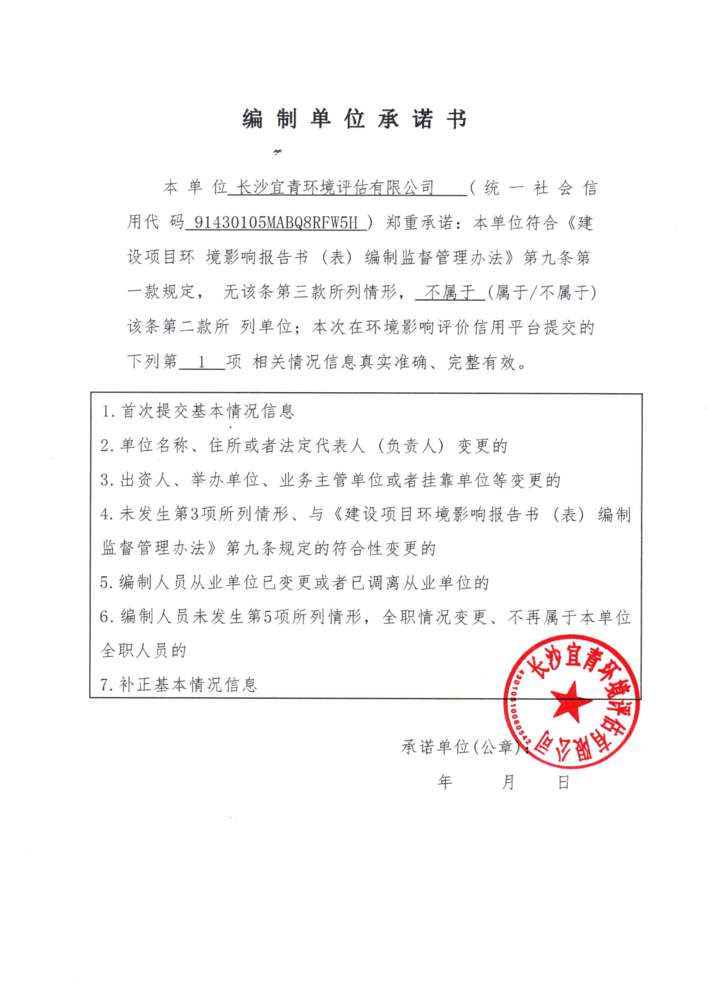 编制单位承诺书
本单位 长沙宜青环境评估有限公司 (统一社会信
用代 码 91430105MABQ8RFW5H ) 郑重承诺：本单位符合《建
设项目环 境影响报告书（表）编制监督管理办法》第九条第
一款规定， 无该条第三款所列情形， 不属于 (属于/不属于)
该条第二款所 列单位；本次在环境影响评价信用平台提交的
下列第 1 项 相关情况信息真实准确、完整有效。
1.首次提交基本情况信息
2.单位名称、住所或者法定代表人（负责人）变更的
3.出资人、举办单位、业务主管单位或者挂靠单位等变更的
4.未发生第3项所列情形、与《建设项目环境影响报告书（表）编制
监督管理办法》第九条规定的符合性变更的
5.编制人员从业单位已变更或者已调离从业单位的
6.编制人员未发生第5项所列情形，全职情况变更、不再属于本单位
全职人员的
7.补正基本情况信息
长沙宜青环境评估有限公司
43010510060542
承诺单位(公章)：
年 月 日